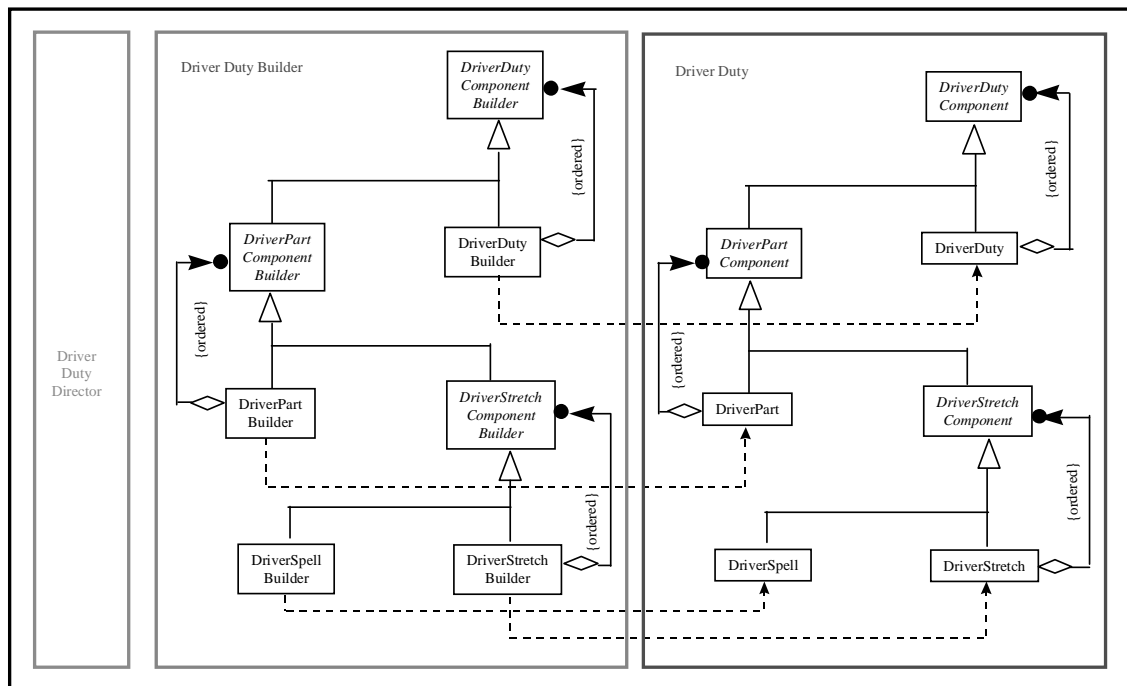 Driver
Duty
Director
Driver Duty Builder
DriverDuty
Component
Builder
{ordered}
DriverPart
Component
Builder
DriverDuty
Builder
{ordered}
DriverPart
Builder
DriverStretch
Component
Builder
{ordered}
DriverSpell
Builder
DriverStretch
Builder
Driver Duty
DriverDuty
Component
{ordered}
DriverPart
Component
DriverDuty
{ordered}
DriverPart
DriverStretch
Component
{ordered}
DriverSpell
DriverStretch